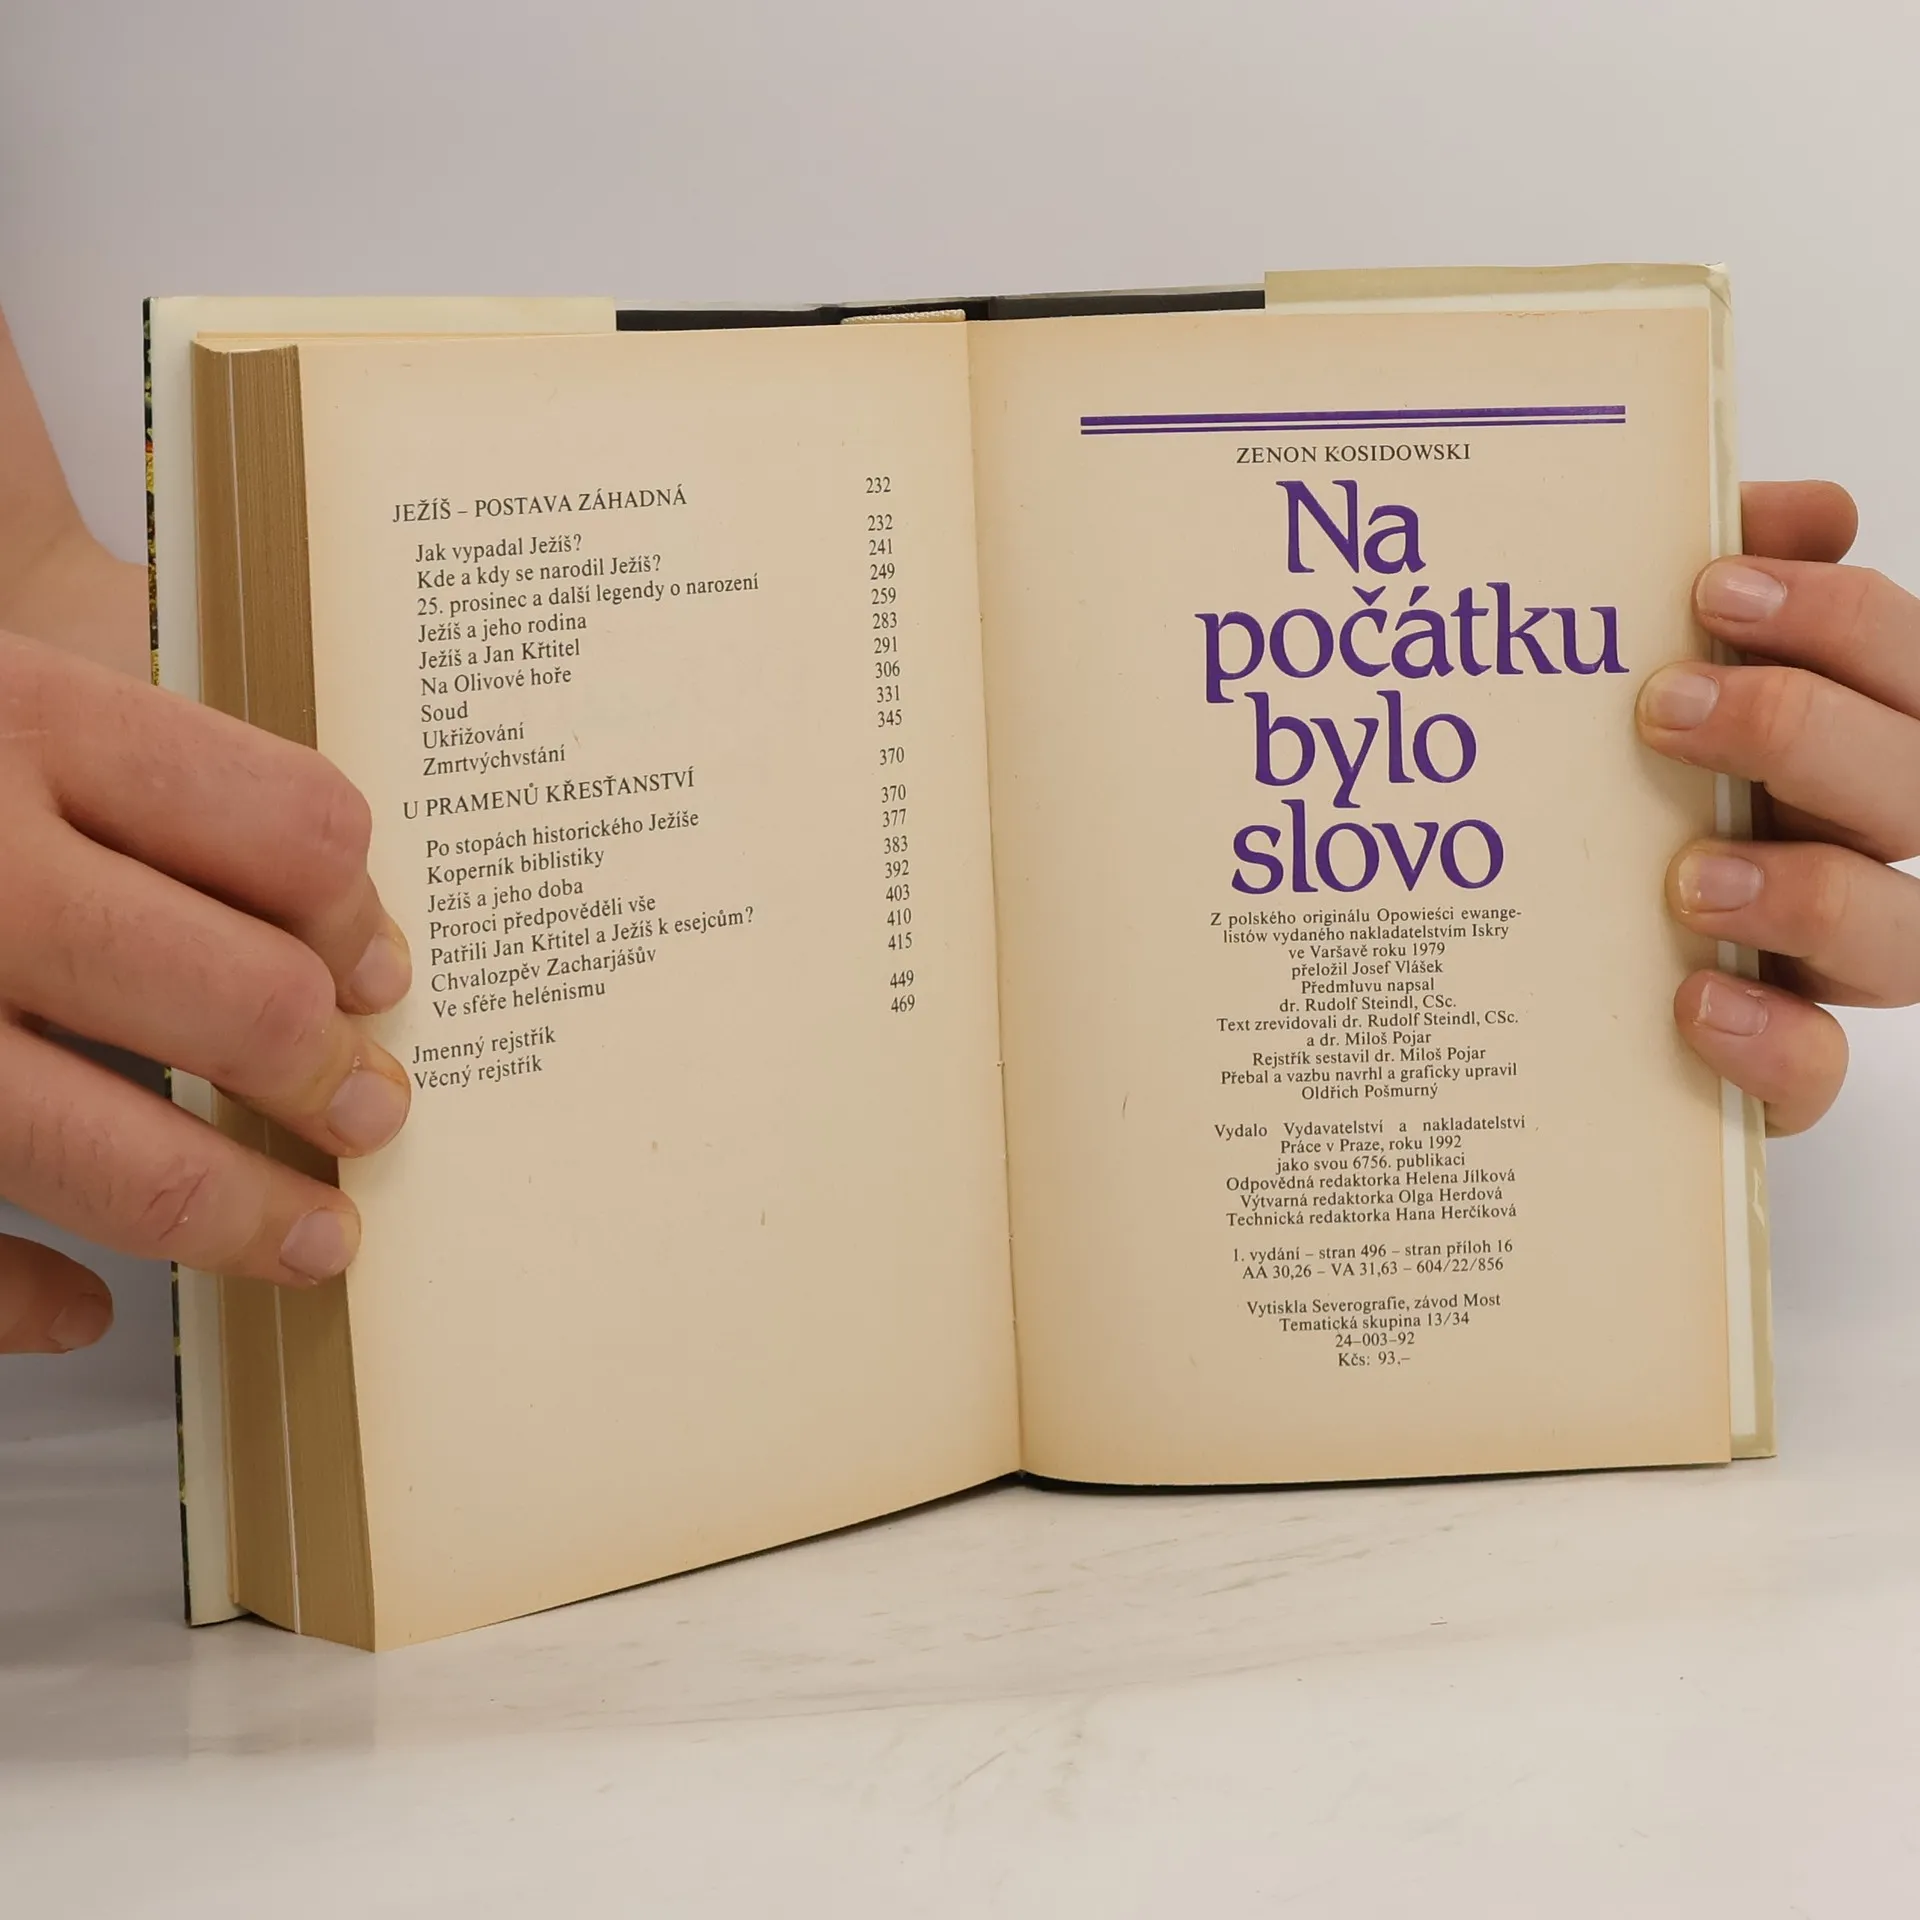 JEŽÍŠ – POSTAVA ZÁHADNÁ 232
Jak vypadal Ježíš? 232
Kde a kdy se narodil Ježíš? 241
25. prosinec a další legendy o narození 249
Ježíš a jeho rodina 259
Ježíš a Jan Křtitel 283
Na Olivové hoře 291
Soud 306
Ukřižování 331
Zmrtvýchvstání 345
U PRAMENŮ KŘESŤANSTVÍ 370
Po stopách historického Ježíše 370
Koperník biblistiky 377
Ježíš a jeho doba 383
Proroci předpověděli vše 392
Patřili Jan Křtitel a Ježíš k esejcům? 403
Chvalozpěv Zacharjášův 410
Ve sféře helénismu 415
Jmenný rejstřík 449
Věcný rejstřík 469
ZENON KOSIDOWSKI
Na
počátku
bylo
slovo
Z polského originálu Opowieści ewange-
listów vydaného nakladatelstvím Iskry
ve Varšavě roku 1979
přeložil Josef Vlášek
Předmluvu napsal
dr. Rudolf Steindl, CSc.
Text zrevidovali dr. Rudolf Steindl, CSc.
a dr. Miloš Pojar
Rejstřík sestavil dr. Miloš Pojar
Přebal a vazbu navrhl a graficky upravil
Oldřich Pošmurný
Vydalo Vydavatelství a nakladatelství
Práce v Praze, roku 1992
jako svou 6756. publikaci
Odpovědná redaktorka Helena Jílková
Výtvarná redaktorka Olga Herdová
Technická redaktorka Hana Herčíková
1. vydání – stran 496 – stran příloh 16
AA 30,26 – VA 31,63 – 604/22/856
Vytiskla Severografie, závod Most
Tematická skupina 13/34
24–003–92
Kčs: 93,–